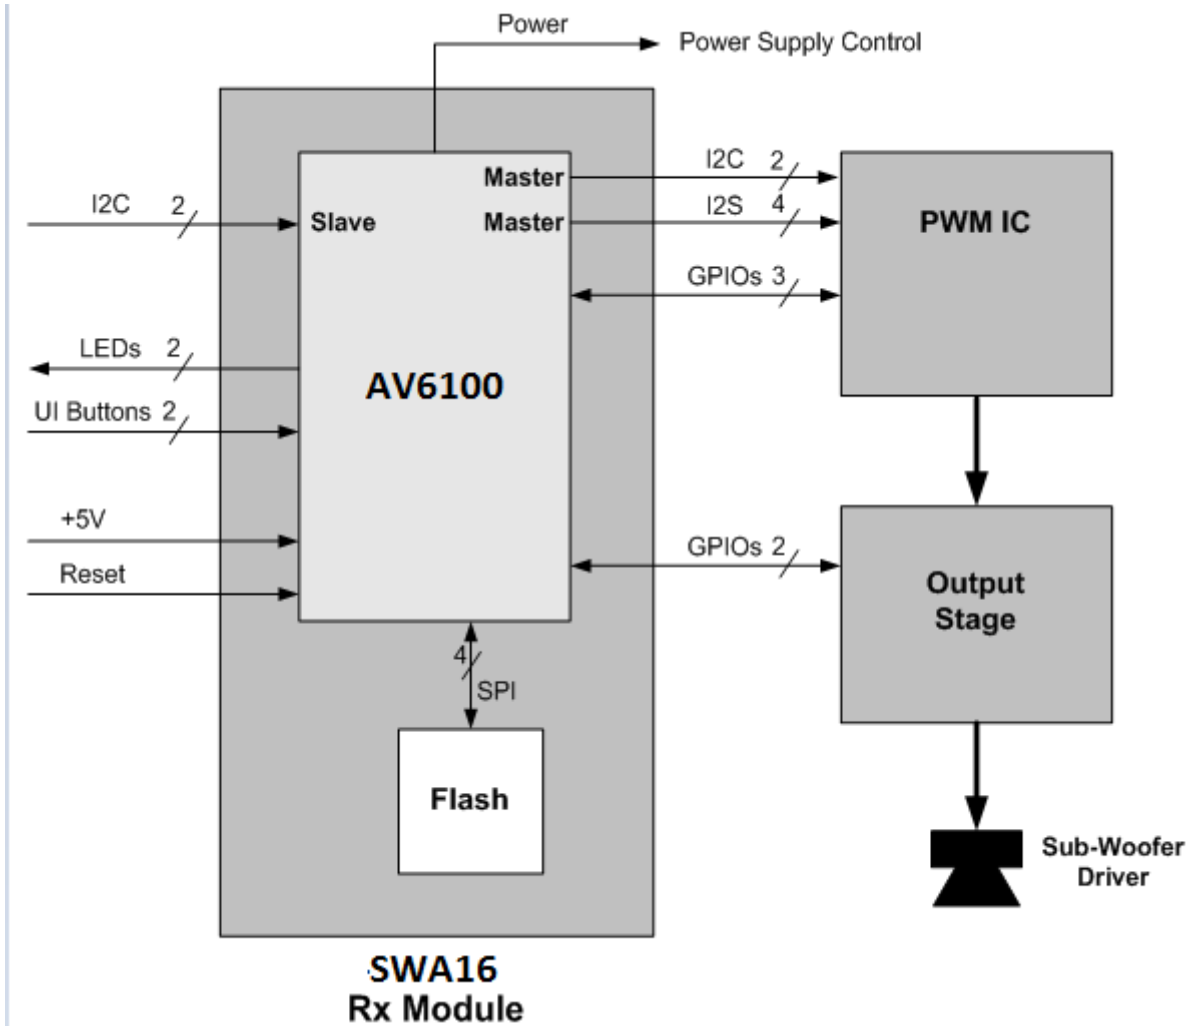 Power
Power Supply Control
I2C 2
Master
I2C 2
Slave
Master
I2S 4
PWM IC
GPIOs 3
LEDs 2
AV6100
UI Buttons 2
+5V
GPIOs 2
Reset
Output
Stage
4
SPI
Flash
Sub-Woofer
Driver
SWA16
Rx Module